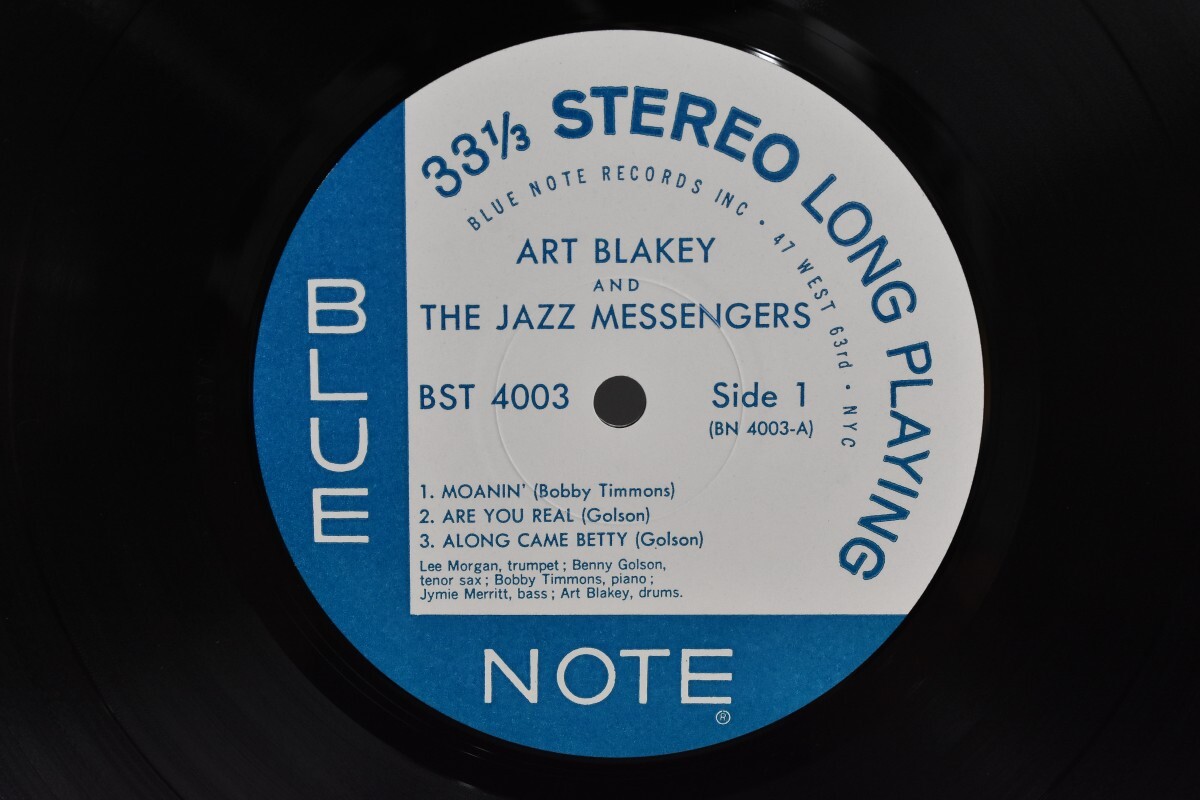 33⅓ STEREO LONG PLAYING
BLUE NOTE RECORDS INC • 47 WEST 63rd • NYC
ART BLAKEY
AND
THE JAZZ MESSENGERS
BST 4003
Side 1
(BN 4003-A)
1. MOANIN' (Bobby Timmons)
2. ARE YOU REAL (Golson)
3. ALONG CAME BETTY (Golson)
Lee Morgan, trumpet ; Benny Golson,
tenor sax ; Bobby Timmons, piano ;
Jymie Merritt, bass ; Art Blakey, drums.
BLUE
NOTE
®